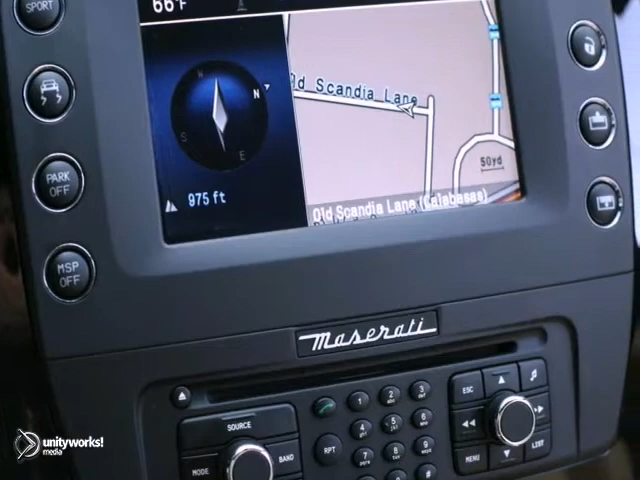 SPORT
66°F
Old Scandia Lane
W
N
S
E
50yd
PARK
OFF
975 ft
Old Scandia Lane (Calabasas)
MSP
OFF
Maserati
ESC
SOURCE
MODE
BAND
RPT
1
2
3
4
5
6
7
8
9
*
0
#
MENU
LIST
unityworks!
media